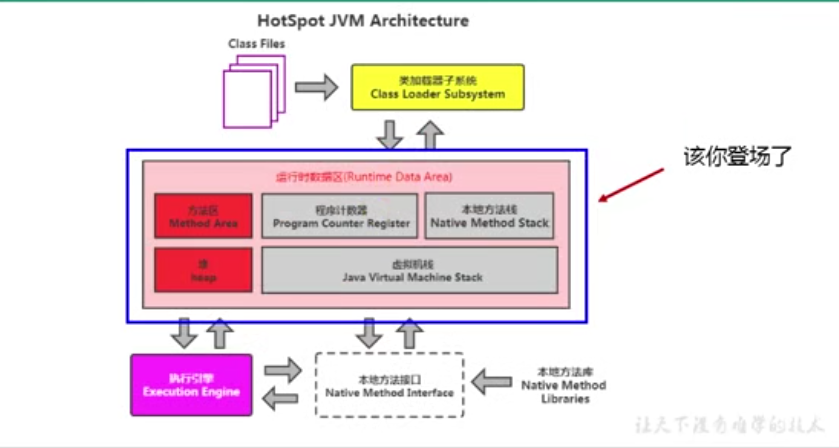 HotSpot JVM Architecture
Class Files
类加载器子系统
Class Loader Subsystem
该你登场了
运行时数据区(Runtime Data Area)
方法区
Method Area
程序计数器
Program Counter Register
本地方法栈
Native Method Stack
堆
heap
虚拟机栈
Java Virtual Machine Stack
执行引擎
Execution Engine
本地方法接口
Native Method Interface
本地方法库
Native Method
Libraries
让天下没有难学的技术